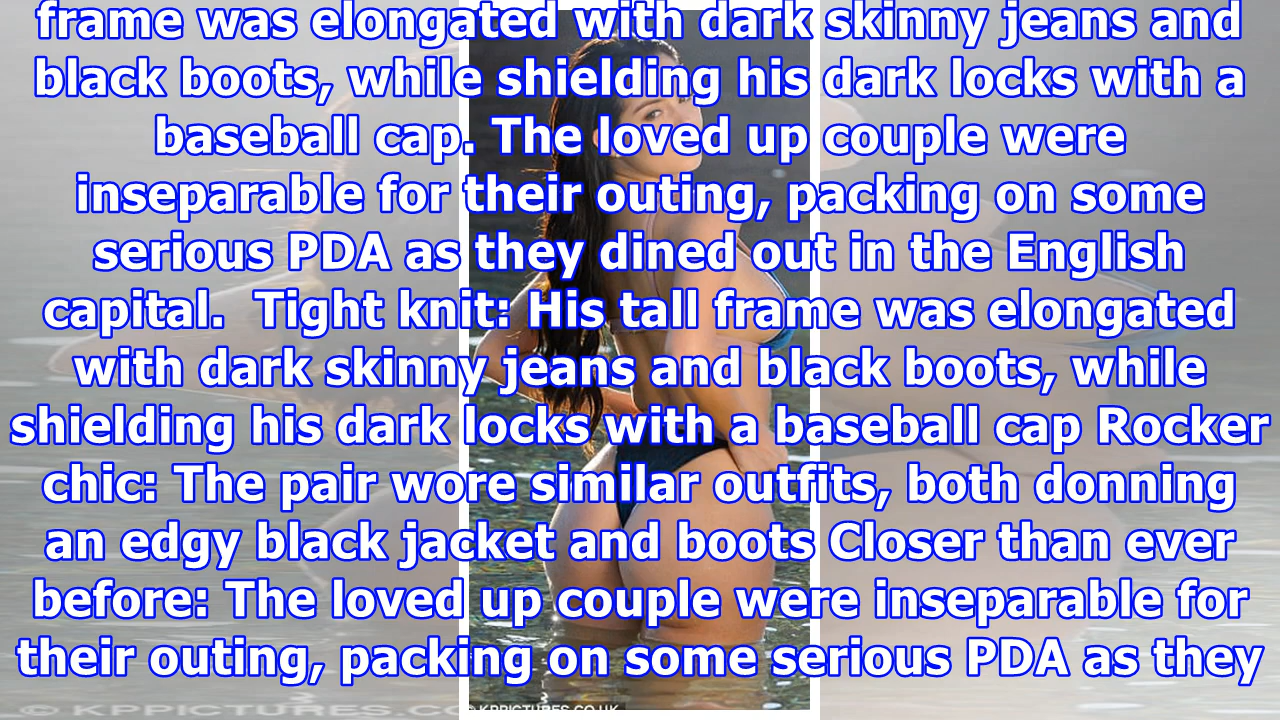 frame was elongated with dark skinny jeans and
black boots, while shielding his dark locks with a
baseball cap. The loved up couple were
inseparable for their outing, packing on some
serious PDA as they dined out in the English
capital.  Tight knit: His tall frame was elongated
with dark skinny jeans and black boots, while
shielding his dark locks with a baseball cap Rocker
chic: The pair wore similar outfits, both donning
an edgy black jacket and boots Closer than ever
before: The loved up couple were inseparable for
their outing, packing on some serious PDA as they
© KPPICTURES.CO
KPPICTURES.CO.UK